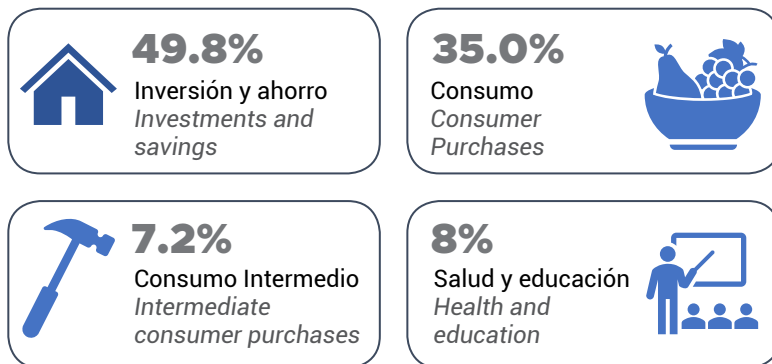 49.8%
Inversión y ahorro
Investments and
savings
35.0%
Consumo
Consumer
Purchases
7.2%
Consumo Intermedio
Intermediate
consumer purchases
8%
Salud y educación
Health and
education